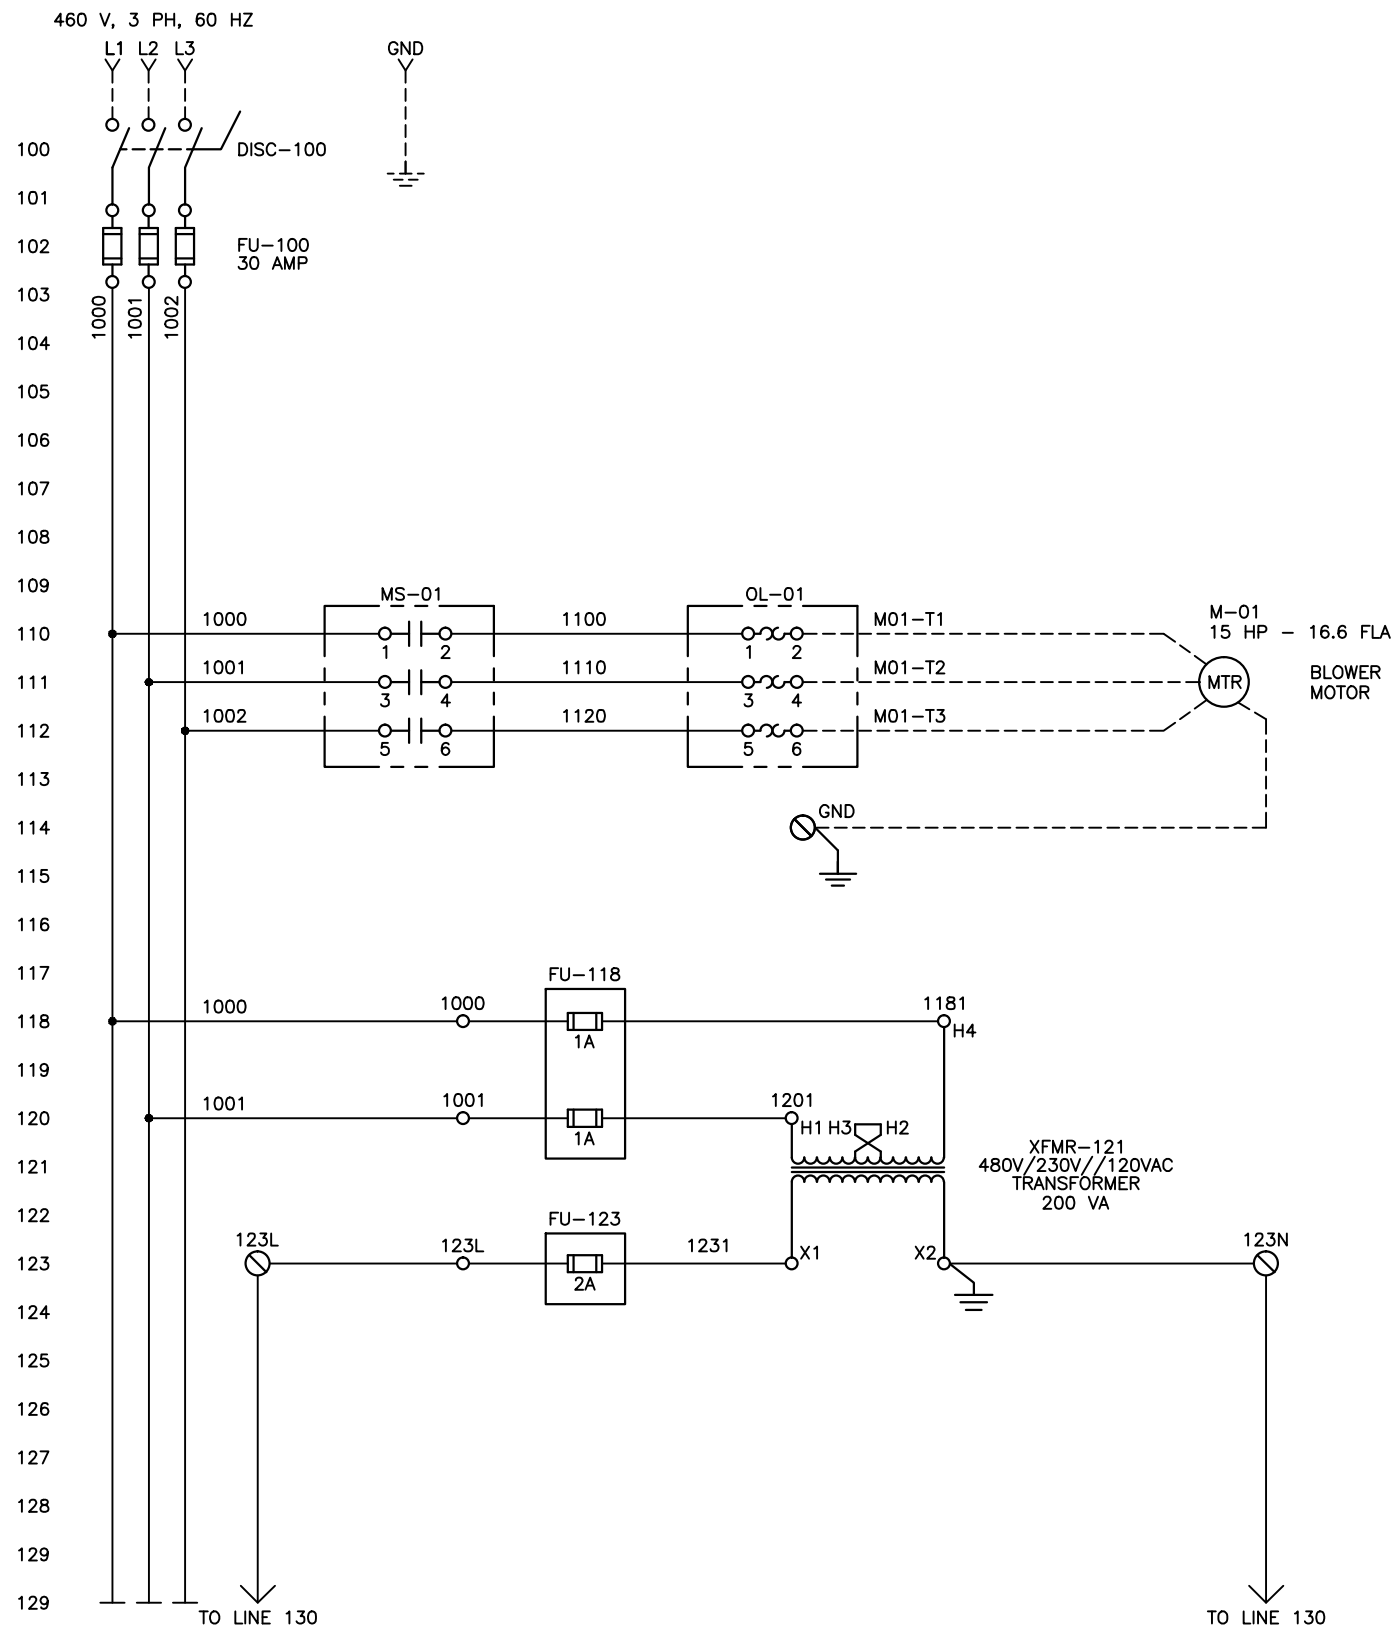 460 V, 3 PH, 60 HZ
L1 L2 L3 GND
100 DISC-100
101
102 FU-100
30 AMP
103
1000 1001 1002
104
105
106
107
108
109
MS-01 OL-01
M-01
110 1000 1 2 1100 1 2 M01-T1 15 HP - 16.6 FLA
111 1001 3 4 1110 3 4 M01-T2 MTR BLOWER
MOTOR
112 1002 5 6 1120 5 6 M01-T3
113
GND
114
115
116
117 FU-118
118 1000 1000 1A 1181 H4
119
120 1001 1001 1A 1201 H1 H3 H2
XFMR-121
121 480V/230V//120VAC
TRANSFORMER
200 VA
122 FU-123
123 123L 123L 2A 1231 X1 X2 123N
124
125
126
127
128
129
129
TO LINE 130 TO LINE 130